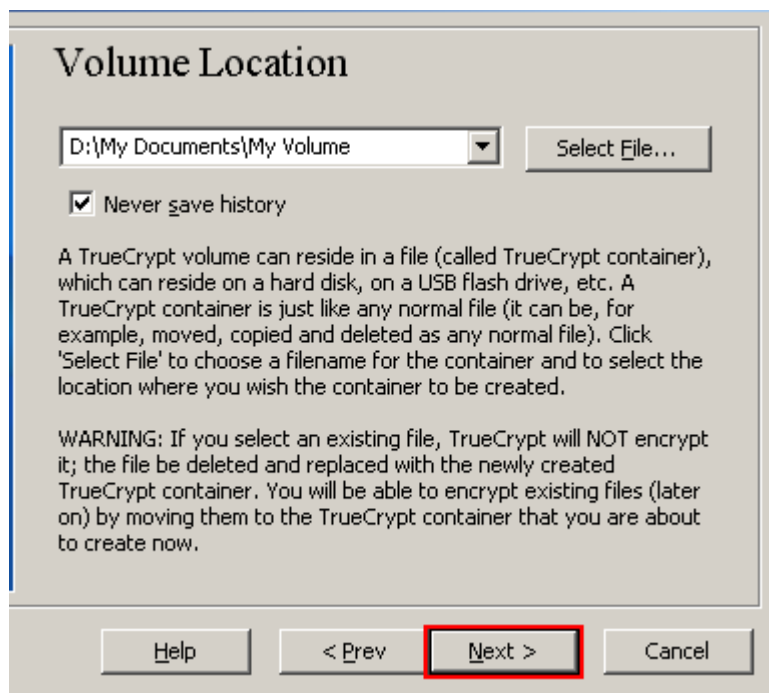 Volume Location
D:\My Documents\My Volume
Select File...
Never save history
A TrueCrypt volume can reside in a file (called TrueCrypt container),
which can reside on a hard disk, on a USB flash drive, etc. A
TrueCrypt container is just like any normal file (it can be, for
example, moved, copied and deleted as any normal file). Click
'Select File' to choose a filename for the container and to select the
location where you wish the container to be created.
WARNING: If you select an existing file, TrueCrypt will NOT encrypt
it; the file be deleted and replaced with the newly created
TrueCrypt container. You will be able to encrypt existing files (later
on) by moving them to the TrueCrypt container that you are about
to create now.
Help
< Prev
Next >
Cancel